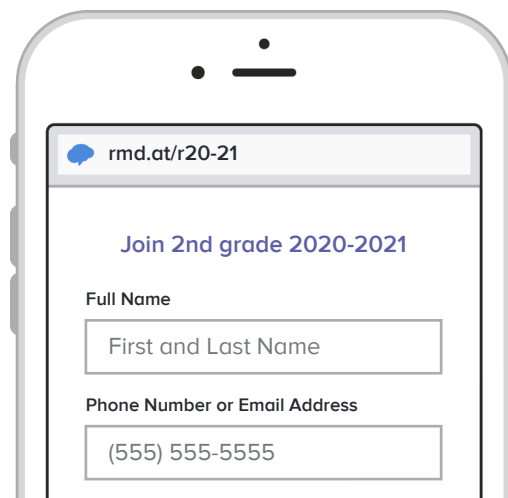 rmd.at/r20-21
Join 2nd grade 2020-2021
Full Name
First and Last Name
Phone Number or Email Address
(555) 555-5555